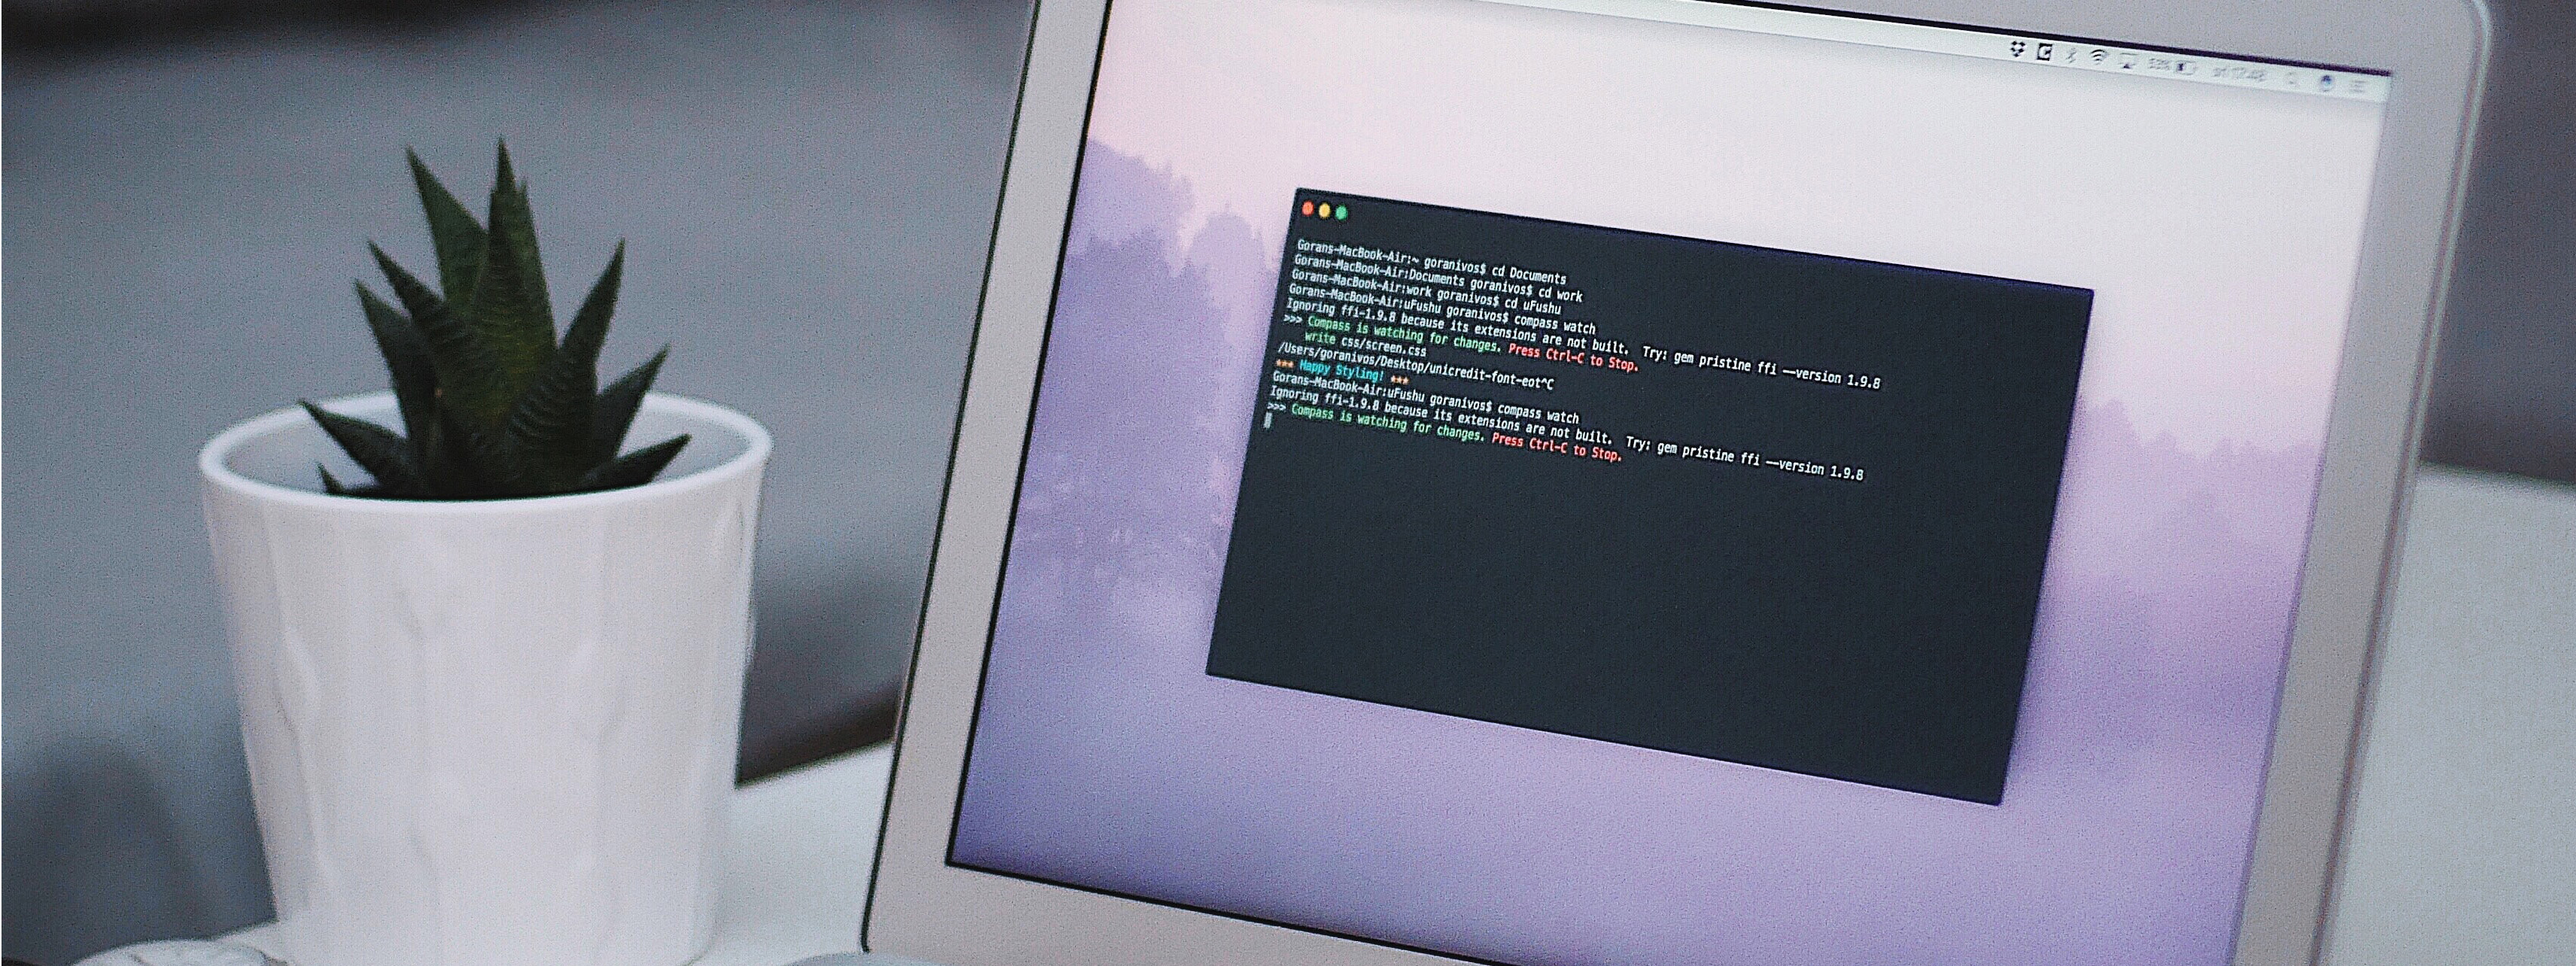 52%
Gorans-MacBook-Air:~ goranivos$ cd Documents
Gorans-MacBook-Air:Documents goranivos$ cd work
Gorans-MacBook-Air:work goranivos$ cd uFushu
Gorans-MacBook-Air:uFushu goranivos$ compass watch
Ignoring ffi-1.9.8 because its extensions are not built.  Try: gem pristine ffi --version 1.9.8
>>> Compass is watching for changes. Press Ctrl-C to Stop.
write css/screen.css
/Users/goranivos/Desktop/unicredit-font-eot^C
*** Happy Styling! ***
Gorans-MacBook-Air:uFushu goranivos$ compass watch
Ignoring ffi-1.9.8 because its extensions are not built.  Try: gem pristine ffi --version 1.9.8
>>> Compass is watching for changes. Press Ctrl-C to Stop.